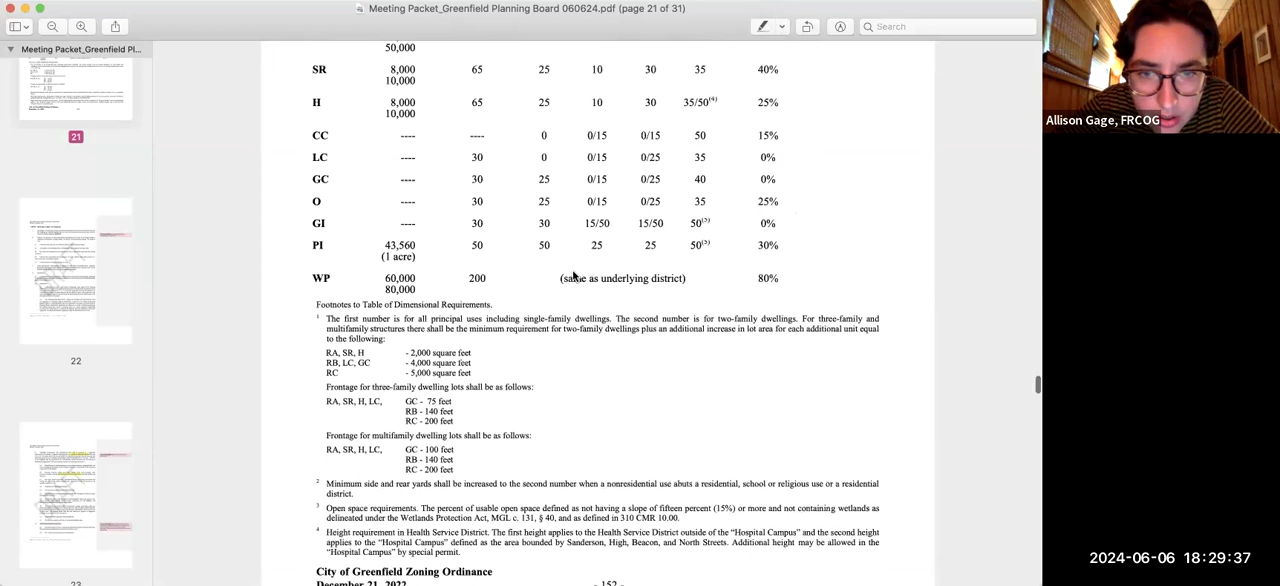 Meeting Packet_Greenfield Planning Board 060624.pdf (page 21 of 31)
Search
Meeting Packet_Greenfield Pl...
21
22
23
50,000
SR 8,000 65 25 10 30 35 40%
10,000
H 8,000 65 25 10 30 35/50(4) 25%
10,000
CC ---- ---- 0 0/15 0/15 50 15%
LC ---- 30 0 0/15 0/25 35 0%
GC ---- 30 25 0/15 0/25 40 0%
O ---- 30 25 0/15 0/25 35 25%
GI ---- 30 30 15/50 15/50 50(5) 0%
PI 43,560 50 50 25 25 50(5) 30%
(1 acre)
WP 60,000 200 (same as underlying district) 80%
80,000
Footnotes to Table of Dimensional Requirements.
1 The first number is for all principal uses including single-family dwellings. The second number is for two-family dwellings. For three-family and
multifamily structures there shall be the minimum requirement for two-family dwellings plus an additional increase in lot area for each additional unit equal
to the following:
RA, SR, H - 2,000 square feet
RB, LC, GC - 4,000 square feet
RC - 5,000 square feet
Frontage for three-family dwelling lots shall be as follows:
RA, SR, H, LC, GC - 75 feet
RB - 140 feet
RC - 200 feet
Frontage for multifamily dwelling lots shall be as follows:
RA, SR, H, LC, GC - 100 feet
RB - 140 feet
RC - 200 feet
2 Minimum side and rear yards shall be increased to the second number when a nonresidential use abuts a residential, school or religious use or a residential
district.
3 Open space requirements. The percent of usable open space defined as not having a slope of fifteen percent (15%) or more and not containing wetlands as
delineated under the Wetlands Protection Act, MGL c. 131, § 40, and as defined in 310 CMR 10.00.
4 Height requirement in Health Service District. The first height applies to the Health Service District outside of the “Hospital Campus” and the second height
applies to the “Hospital Campus” defined as the area bounded by Sanderson, High, Beacon, and North Streets. Additional height may be allowed in the
“Hospital Campus” by special permit.
City of Greenfield Zoning Ordinance
December 21, 2022 - 152 -
Allison Gage, FRCOG
2024-06-06 18:29:37